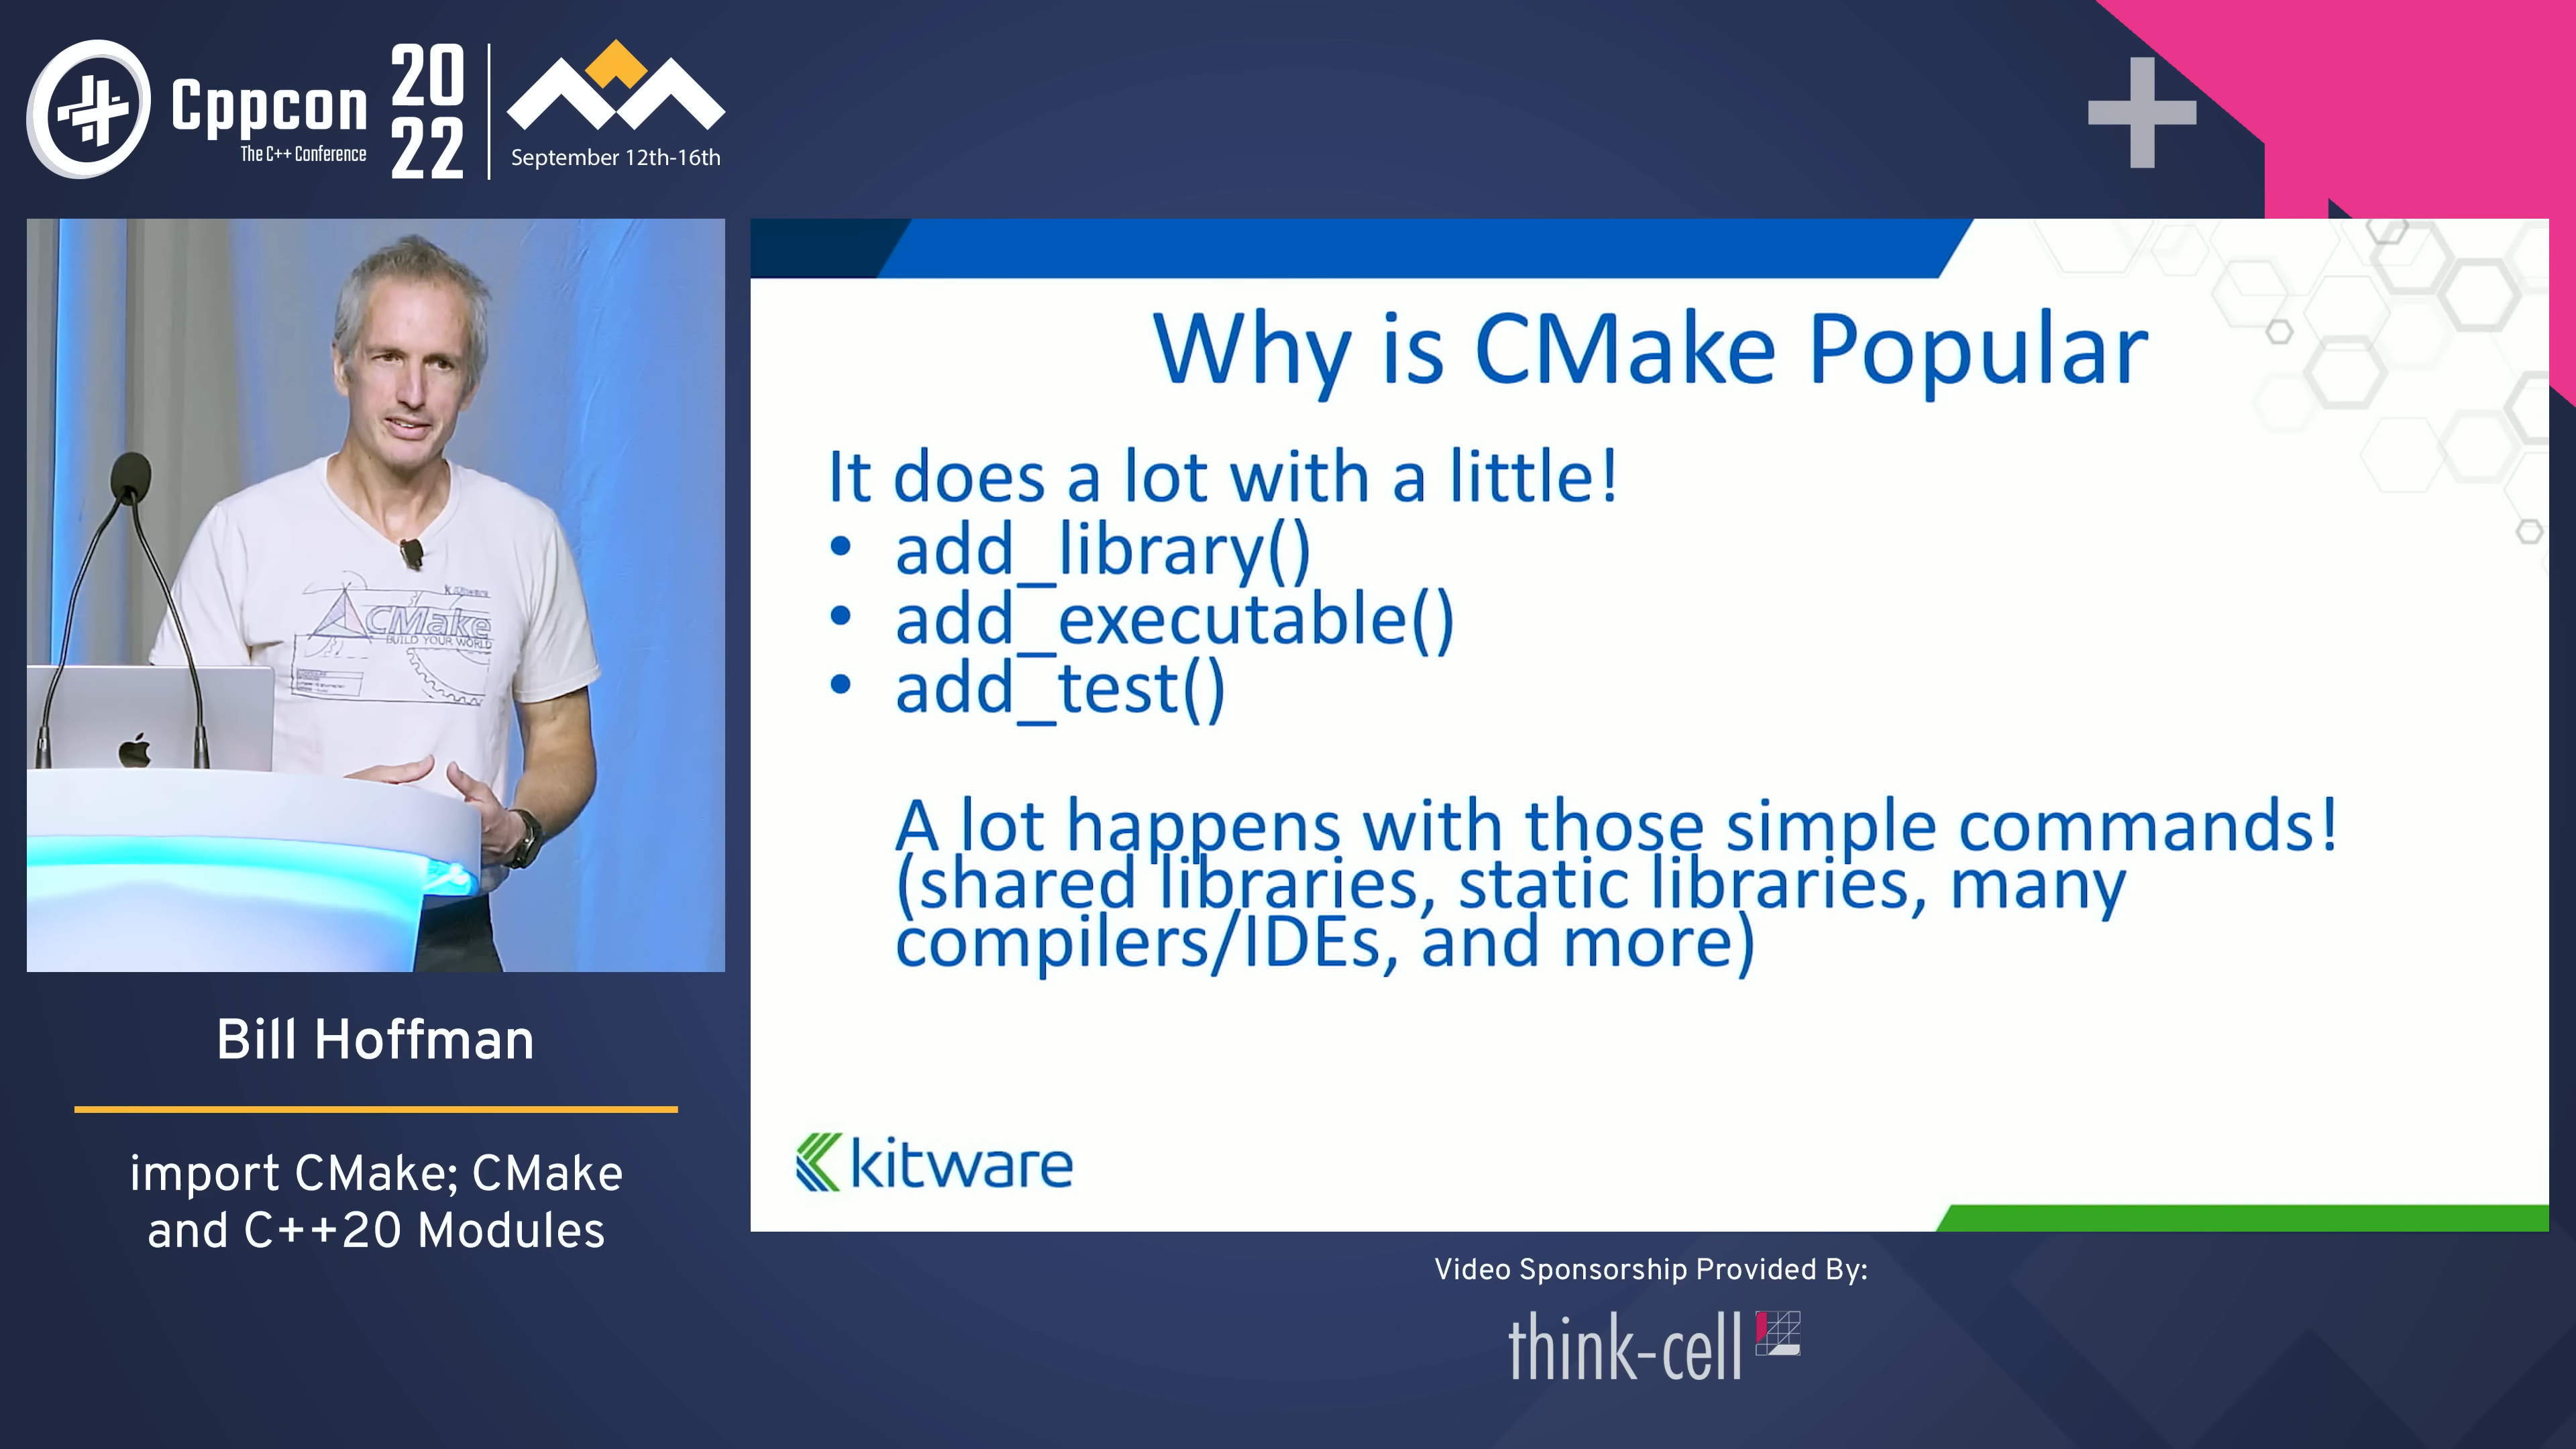 Cppcon
The C++ Conference
20
22
September 12th-16th
CMake
BUILD YOUR WORLD
Bill Hoffman
import CMake; CMake
and C++20 Modules
Why is CMake Popular
It does a lot with a little!
• add_library()
• add_executable()
• add_test()
A lot happens with those simple commands!
(shared libraries, static libraries, many
compilers/IDEs, and more)
kitware
Video Sponsorship Provided By:
think-cell